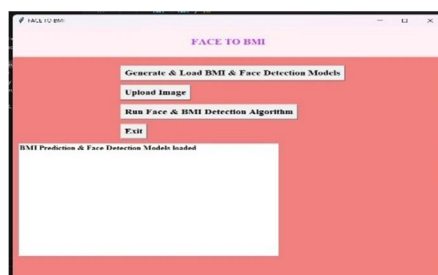 FACE TO BMI
FACE TO BMI
Generate & Load BMI & Face Detection Models
Upload Image
Run Face & BMI Detection Algorithm
Exit
BMI Prediction & Face Detection Models loaded